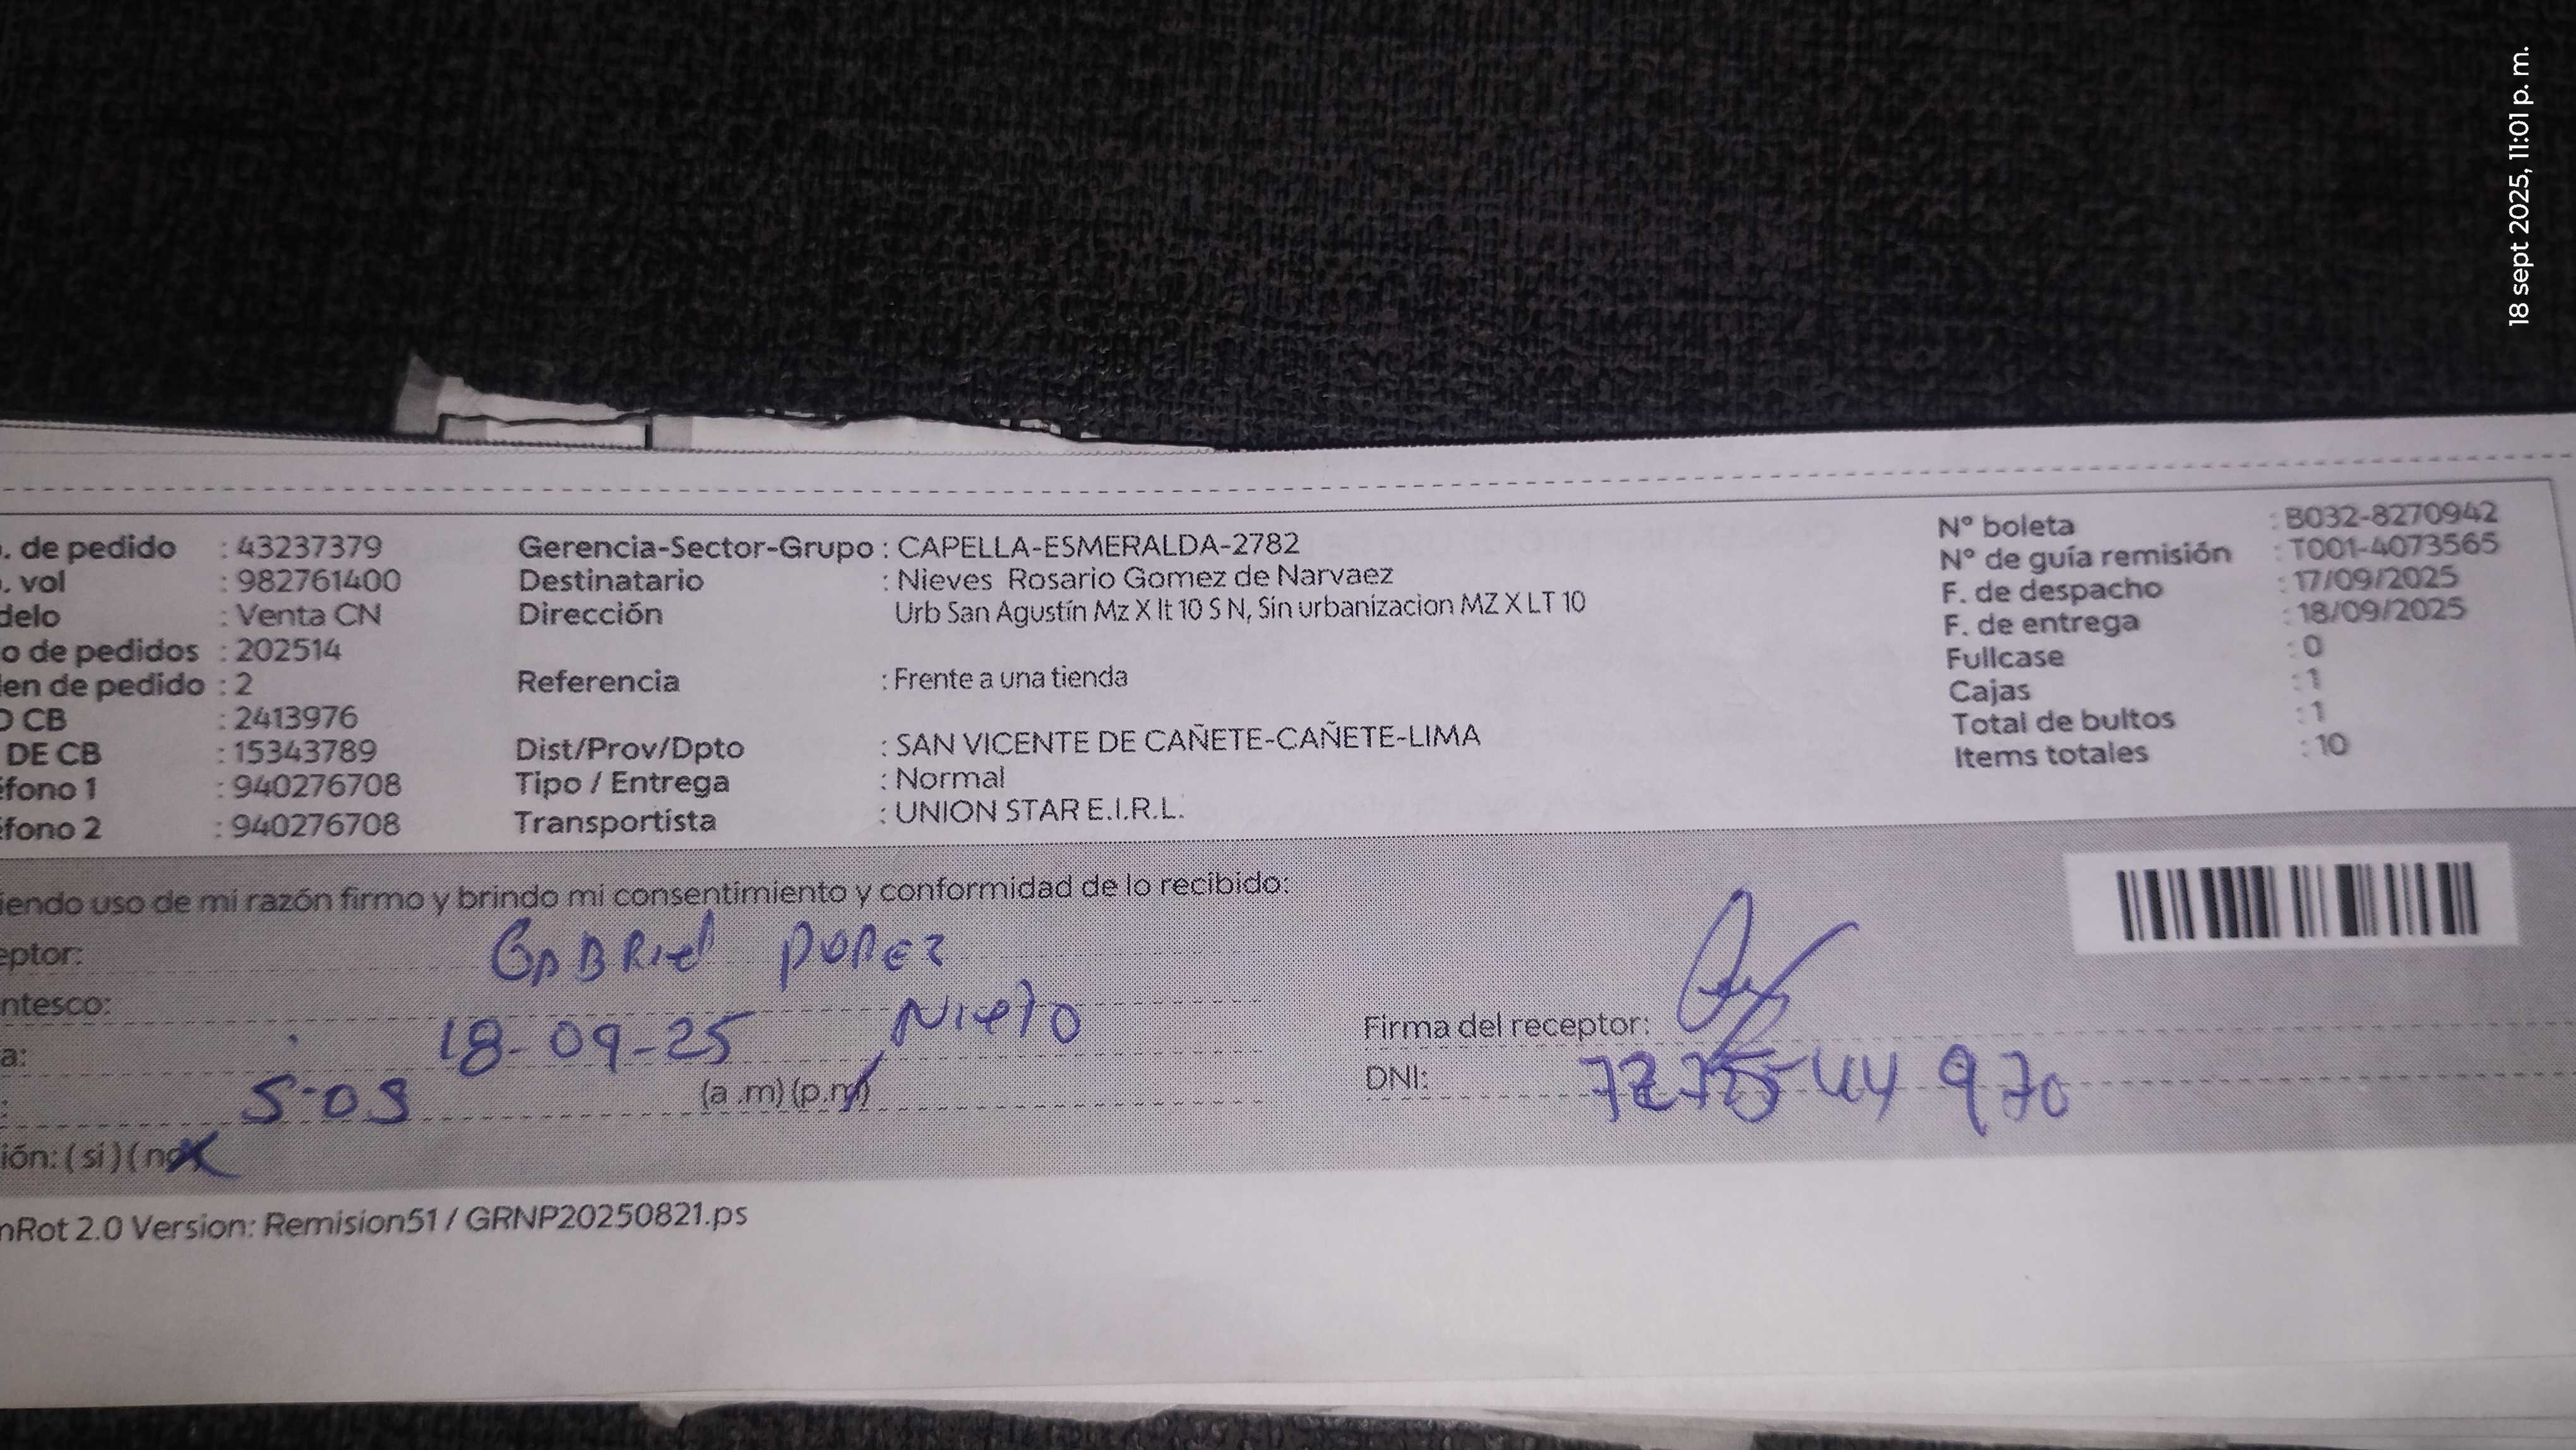 18 sept 2025, 11:01 p. m.
. de pedido : 43237379
. vol : 982761400
delo : Venta CN
o de pedidos : 202514
en de pedido : 2
CB : 2413976
DE CB : 15343789
fono 1 : 940276708
fono 2 : 940276708
Gerencia-Sector-Grupo : CAPELLA-ESMERALDA-2782
Destinatario : Nieves Rosario Gomez de Narvaez
Dirección Urb San Agustín Mz X lt 10 S N, Sin urbanizacion MZ X LT 10
Referencia : Frente a una tienda
Dist/Prov/Dpto : SAN VICENTE DE CAÑETE-CAÑETE-LIMA
Tipo / Entrega : Normal
Transportista : UNION STAR E.I.R.L.
N° boleta : B032-8270942
N° de guía remisión : T001-4073565
F. de despacho : 17/09/2025
F. de entrega : 18/09/2025
Fullcase : 0
Cajas : 1
Total de bultos : 1
Items totales : 10
iendo uso de mi razón firmo y brindo mi consentimiento y conformidad de lo recibido:
eptor: GABRIEL
ntesco: Nieto
a: 18-09-25
: (a .m) (p.m)
ión: ( si ) ( no
Firma del receptor:
DNI: 44 970
nRot 2.0 Version: Remision51 / GRNP20250821.ps